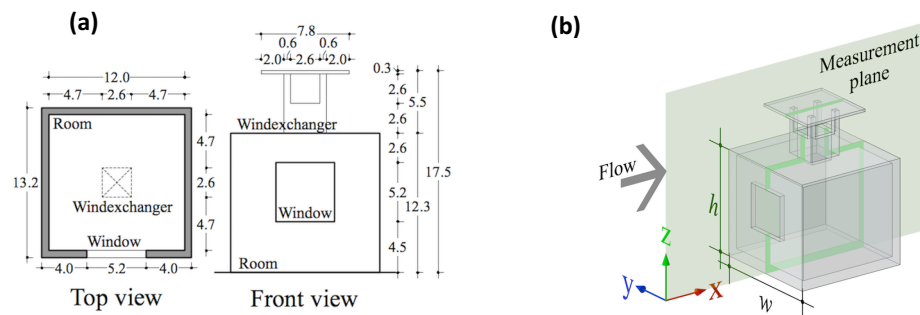 (a)
12.0
4.7 2.6 4.7
Room
13.2
4.7
2.6
4.7
Windexchanger
Window
4.0 5.2 4.0
Top view
7.8
0.6 0.6
2.0 2.6 2.0
0.3
2.6
5.5
2.6
Windexchanger
2.6
17.5
5.2
12.3
Window
4.5
Room
Front view
(b)
Measurement
plane
Flow
h
z
y
x
w